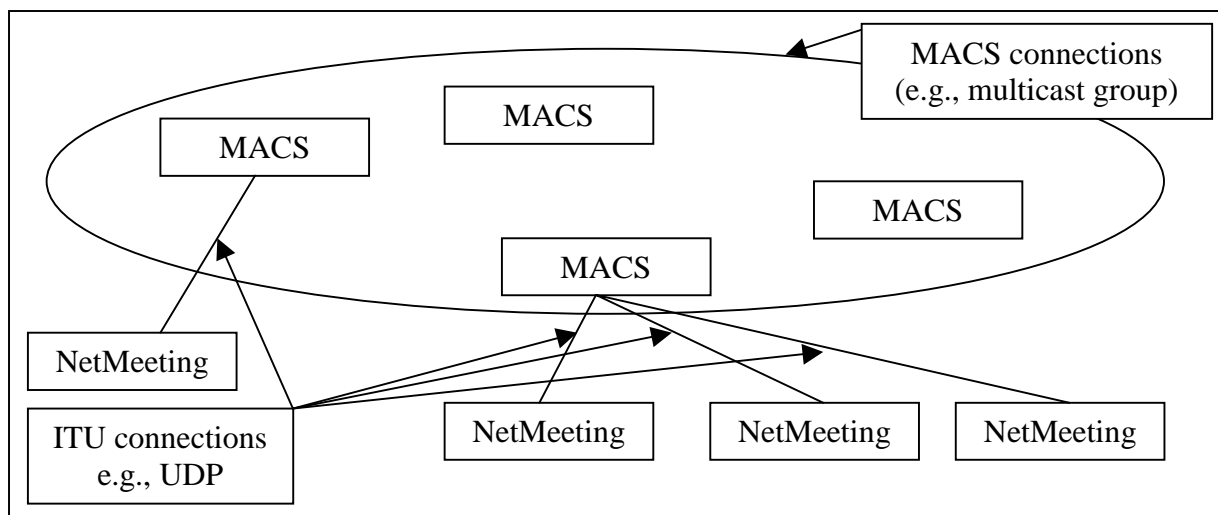 MACS connections
(e.g., multicast group)
MACS
MACS
MACS
MACS
NetMeeting
ITU connections
e.g., UDP
NetMeeting
NetMeeting
NetMeeting